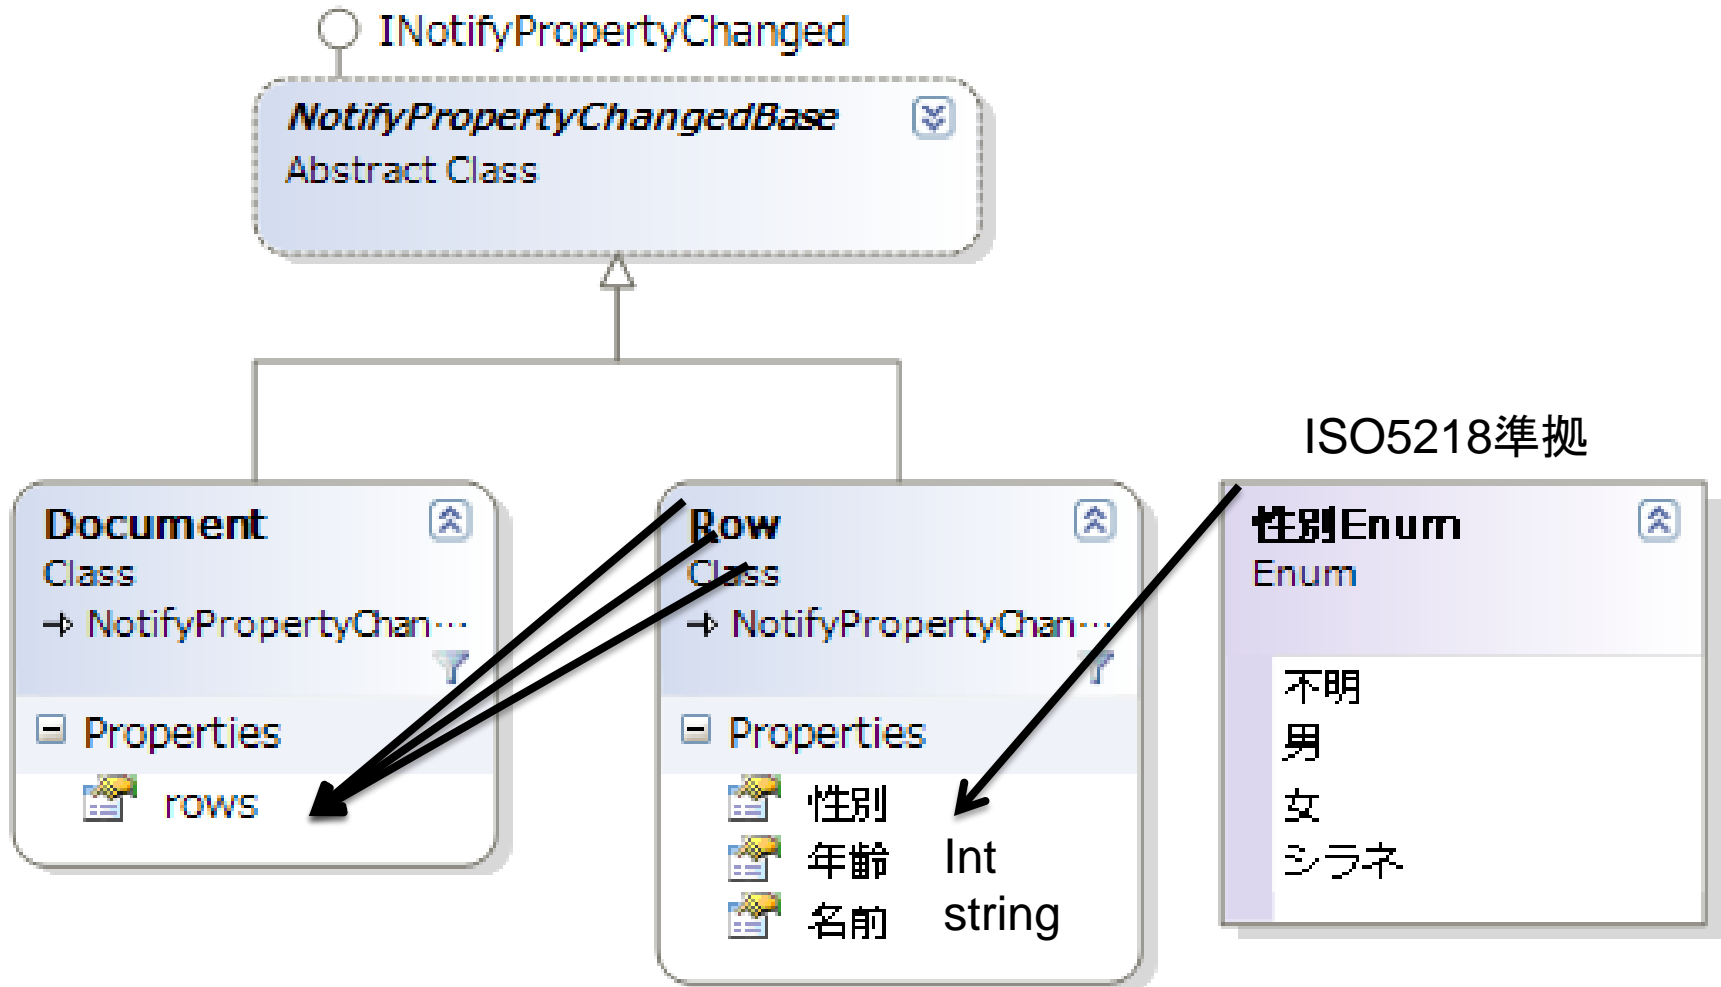 INotifyPropertyChanged
NotifyPropertyChangedBase
Abstract Class
Document
Class
NotifyPropertyChan…
Properties
rows
Row
Class
NotifyPropertyChan…
Properties
性別
年齢 Int
名前 string
ISO5218準拠
性別Enum
Enum
不明
男
女
シラネ